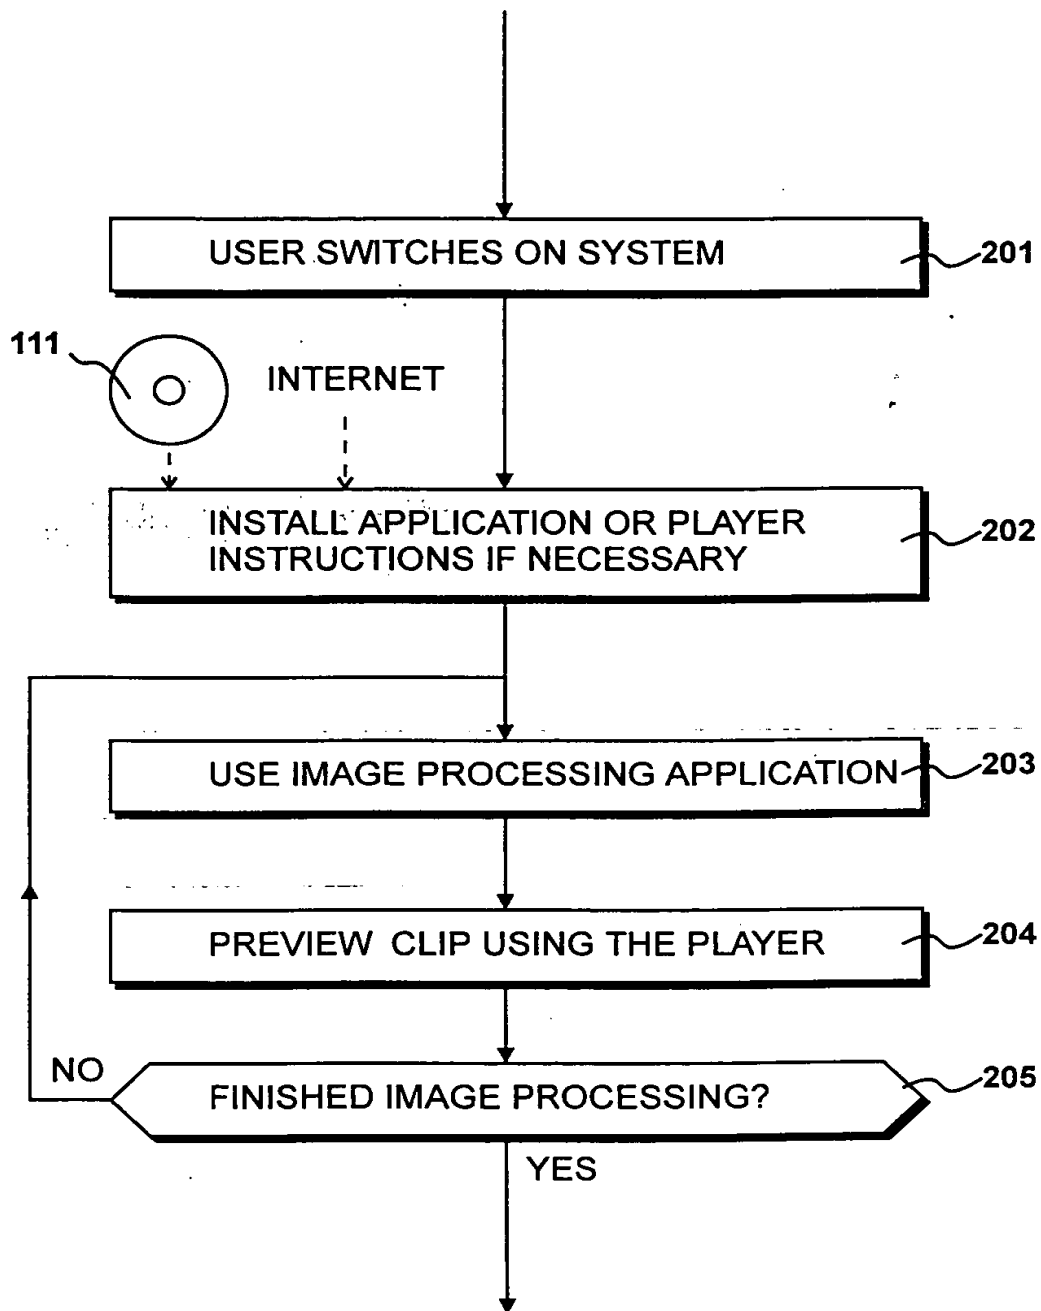 USER SWITCHES ON SYSTEM
201
111
INTERNET
INSTALL APPLICATION OR PLAYER
INSTRUCTIONS IF NECESSARY
202
USE IMAGE PROCESSING APPLICATION
203
PREVIEW CLIP USING THE PLAYER
204
NO
FINISHED IMAGE PROCESSING?
205
YES